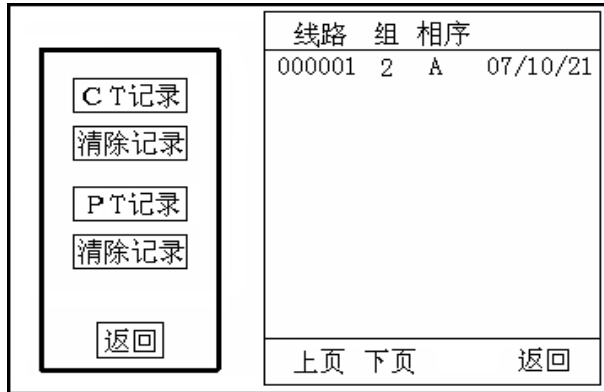 CT记录
清除记录
PT记录
清除记录
返回
线路 组 相序
000001 2 A 07/10/21
上页 下页 返回